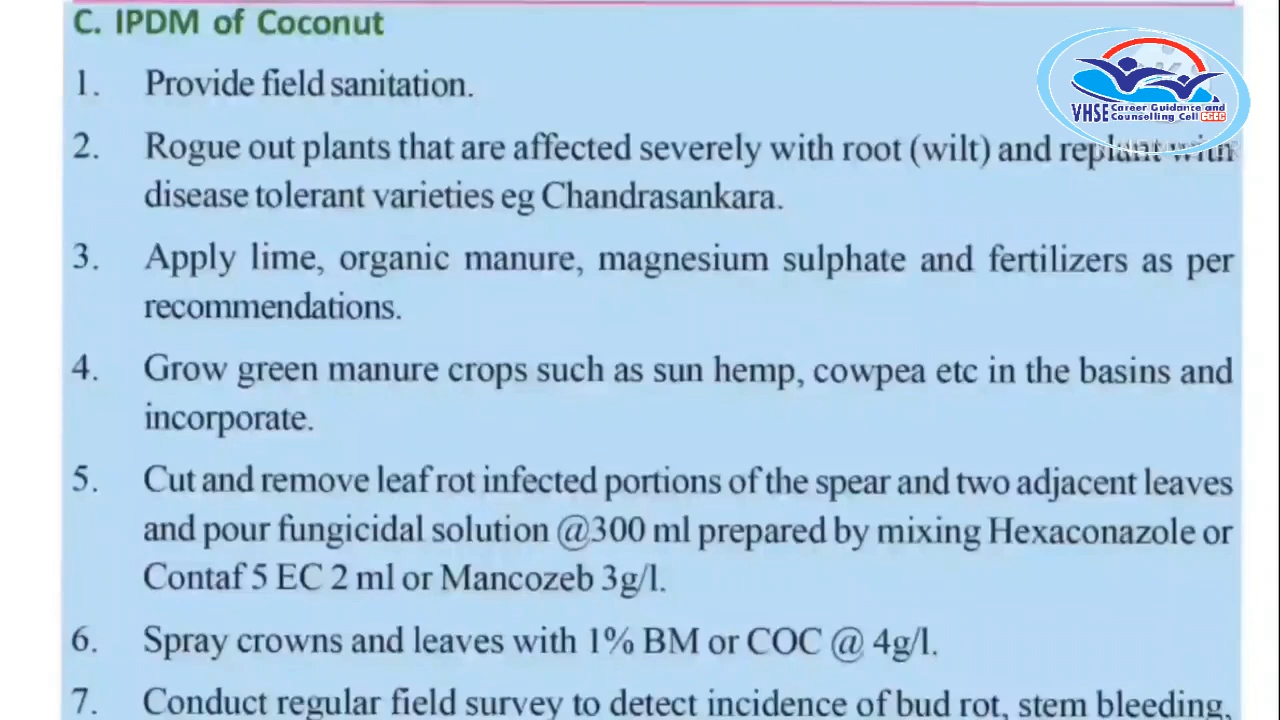 C. IPDM of Coconut
1. Provide field sanitation.
2. Rogue out plants that are affected severely with root (wilt) and replant with
disease tolerant varieties eg Chandrasankara.
3. Apply lime, organic manure, magnesium sulphate and fertilizers as per
recommendations.
4. Grow green manure crops such as sun hemp, cowpea etc in the basins and
incorporate.
5. Cut and remove leaf rot infected portions of the spear and two adjacent leaves
and pour fungicidal solution @300 ml prepared by mixing Hexaconazole or
Contaf 5 EC 2 ml or Mancozeb 3g/l.
6. Spray crowns and leaves with 1% BM or COC @ 4g/l.
7. Conduct regular field survey to detect incidence of bud rot, stem bleeding,
VHSE Career Guidance and
Counselling Cell CGCC